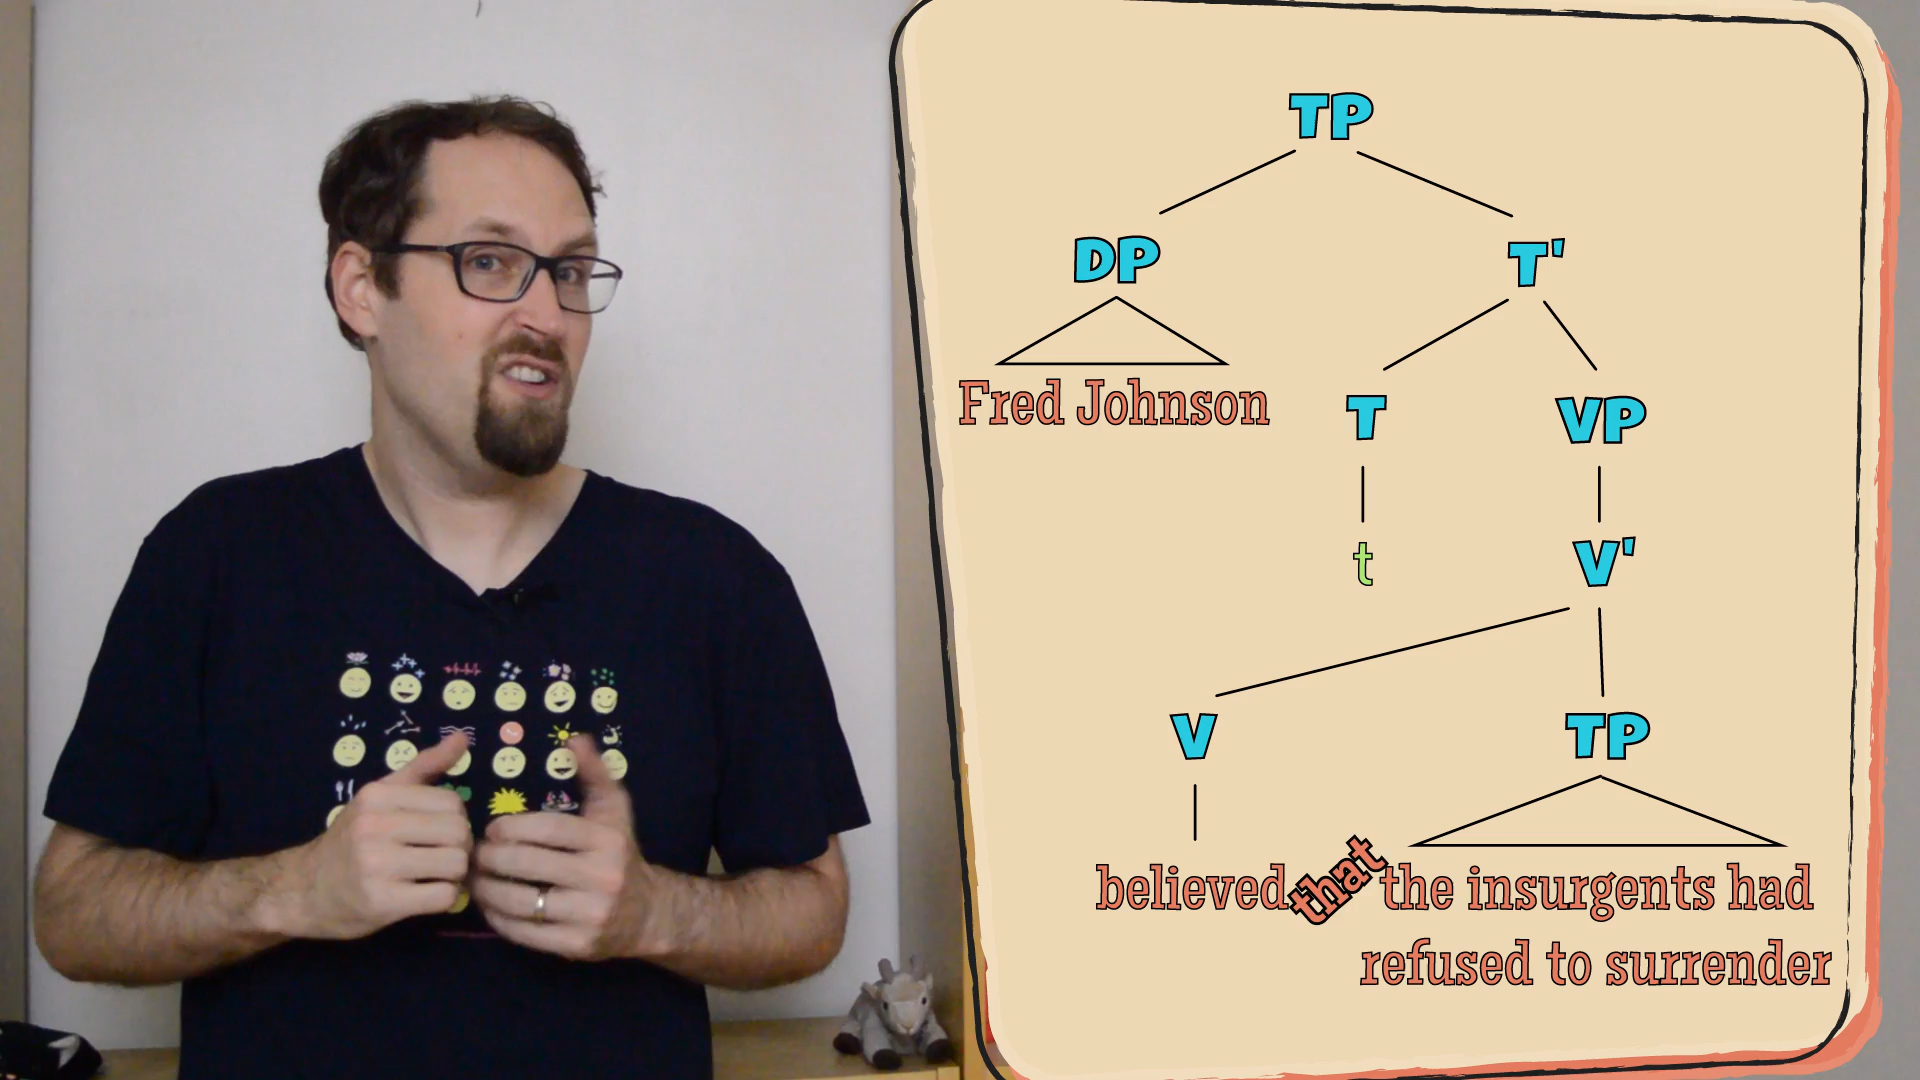 TP
DP T'
Fred Johnson T VP
t V'
V TP
believed that the insurgents had
refused to surrender